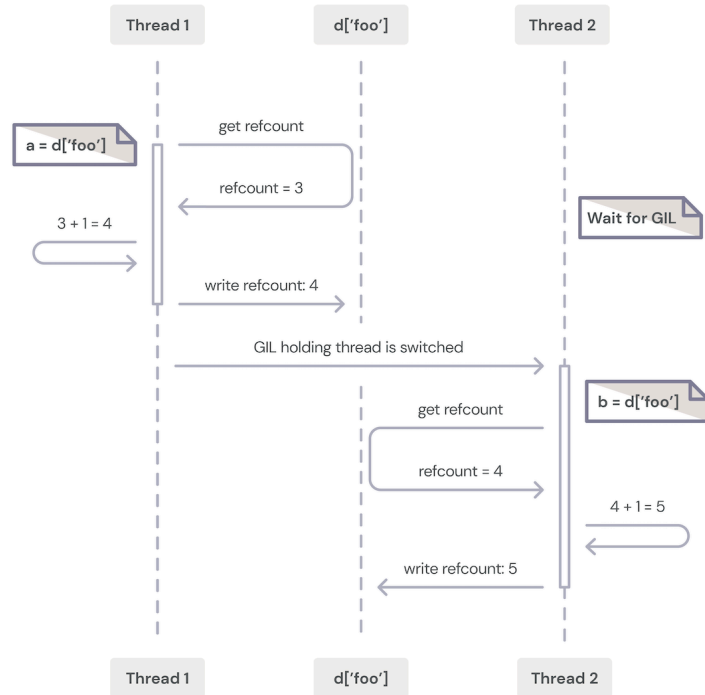 Thread 1
d['foo']
Thread 2
get refcount
a = d['foo']
refcount = 3
Wait for GIL
3 + 1 = 4
write refcount: 4
GIL holding thread is switched
b = d['foo']
get refcount
refcount = 4
4 + 1 = 5
write refcount: 5
Thread 1
d['foo']
Thread 2